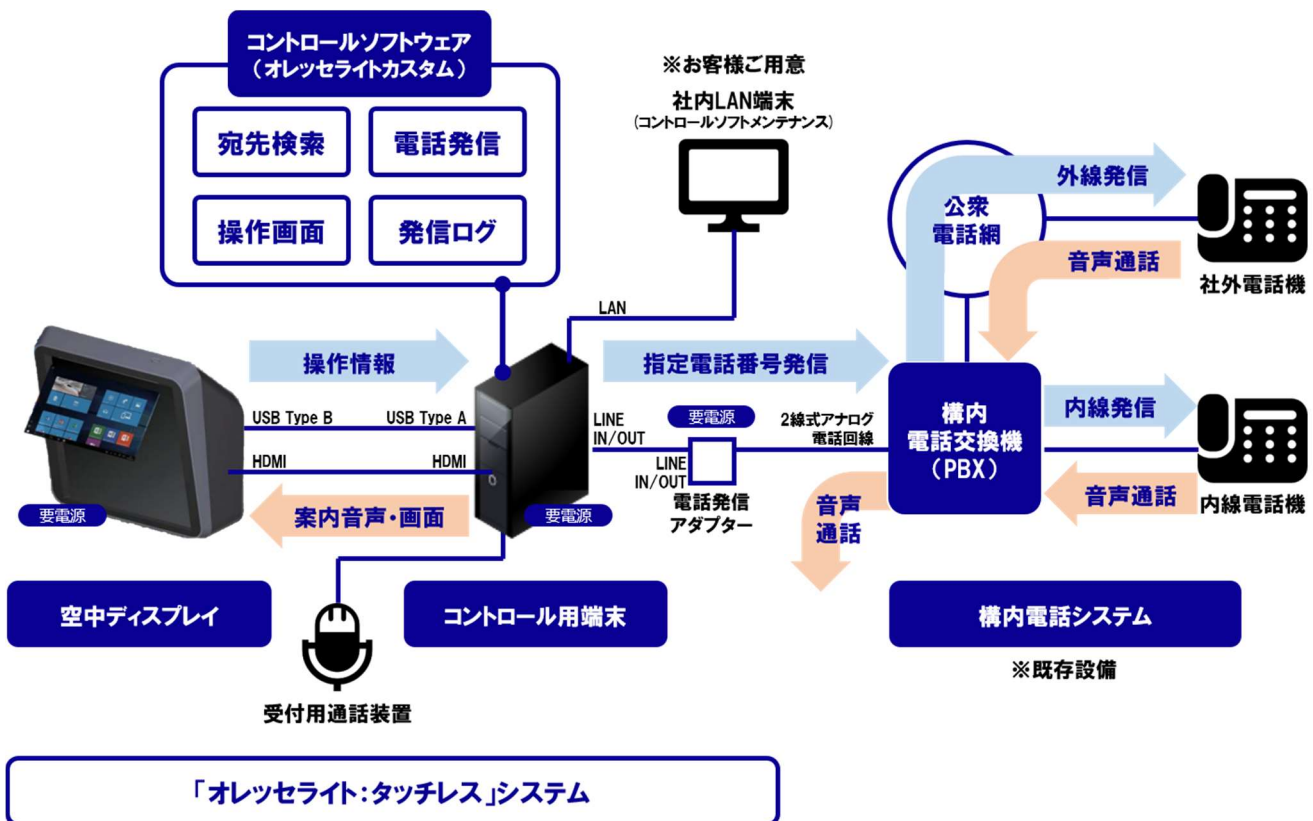 コントロールソフトウェア
（オレッセライトカスタム）
宛先検索
電話発信
操作画面
発信ログ
※お客様ご用意
社内LAN端末
(コントロールソフトメンテナンス)
LAN
外線発信
公衆
電話網
音声通話
社外電話機
操作情報
指定電話番号発信
内線発信
USB Type B
USB Type A
HDMI
HDMI
LINE
IN/OUT
要電源
2線式アナログ
電話回線
LINE
IN/OUT
電話発信
アダプター
構内
電話交換機
（PBX）
音声通話
内線電話機
要電源
案内音声・画面
要電源
音声
通話
空中ディスプレイ
コントロール用端末
構内電話システム
※既存設備
受付用通話装置
「オレッセライト：タッチレス」システム